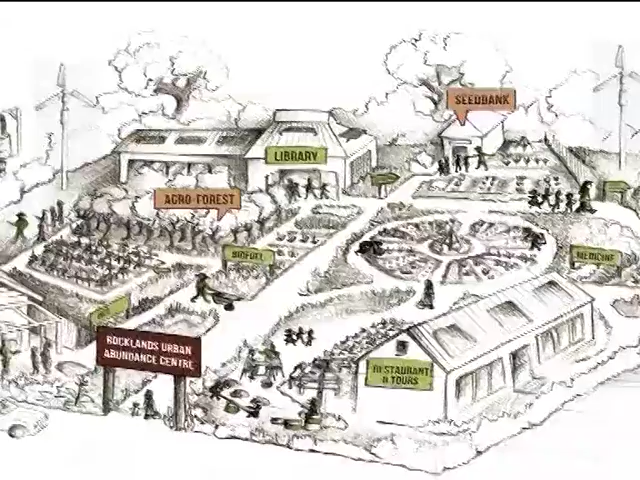 SEEDBANK
LIBRARY
AGRO-FOREST
BIOFUEL
MEDICINE
ROCKLANDS URBAN
ABUNDANCE CENTRE
RESTAURANT
& TOURS